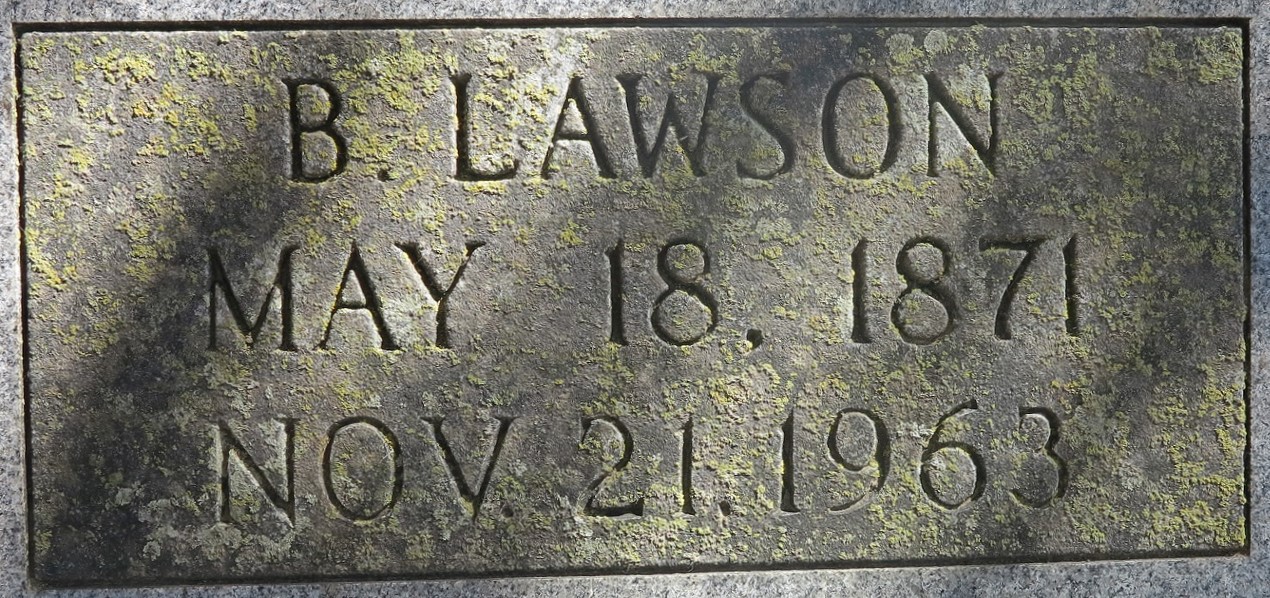 B. LAWSON
MAY 18, 1871
NOV. 21. 1963